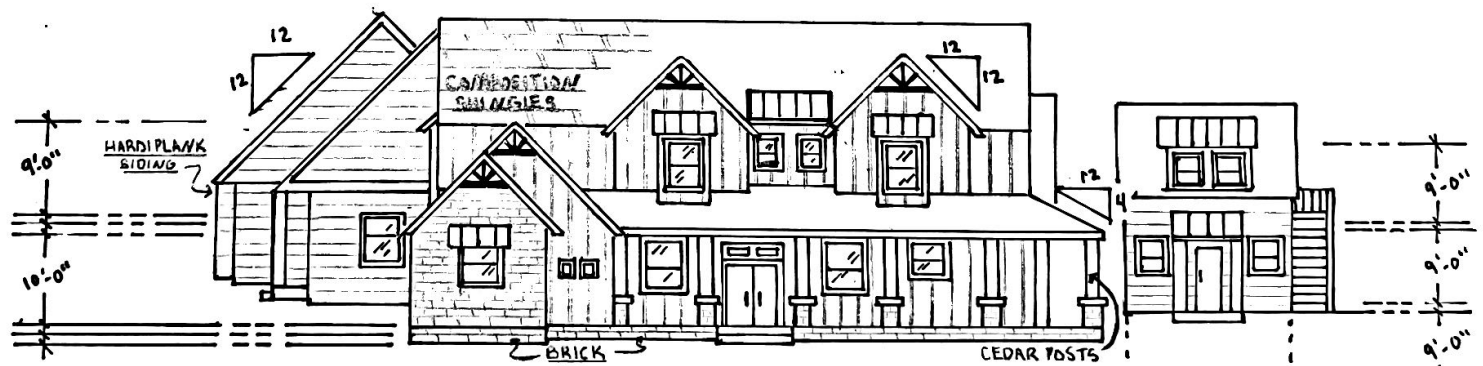 12
12
COMPOSITION
SHINGLES
12
12
HARDIPLANK
SIDING
9'-0"
10'-0"
12
4
9'-0"
9'-0"
9'-0"
BRICK
CEDAR POSTS